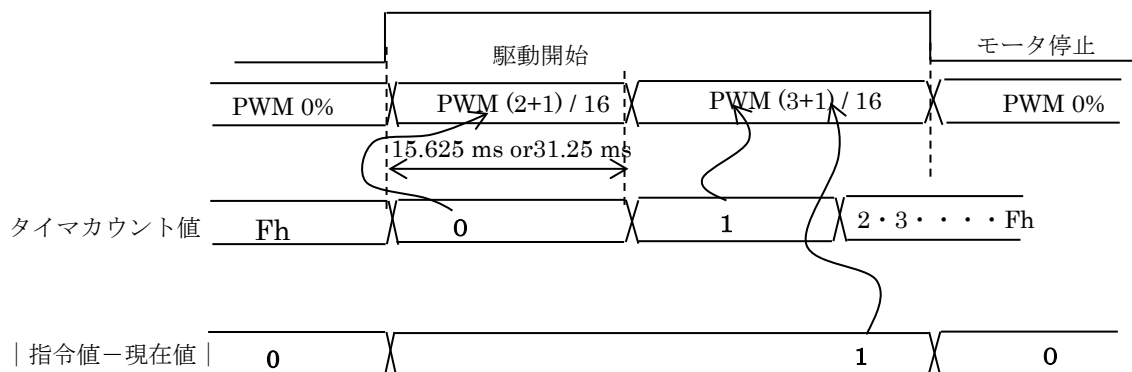 駆動開始
モータ停止
PWM 0%
PWM (2+1) / 16
PWM (3+1) / 16
PWM 0%
15.625 ms or31.25 ms
タイマカウント値
Fh
0
1
2・3・・・・Fh
|指令値－現在値|
0
1
0